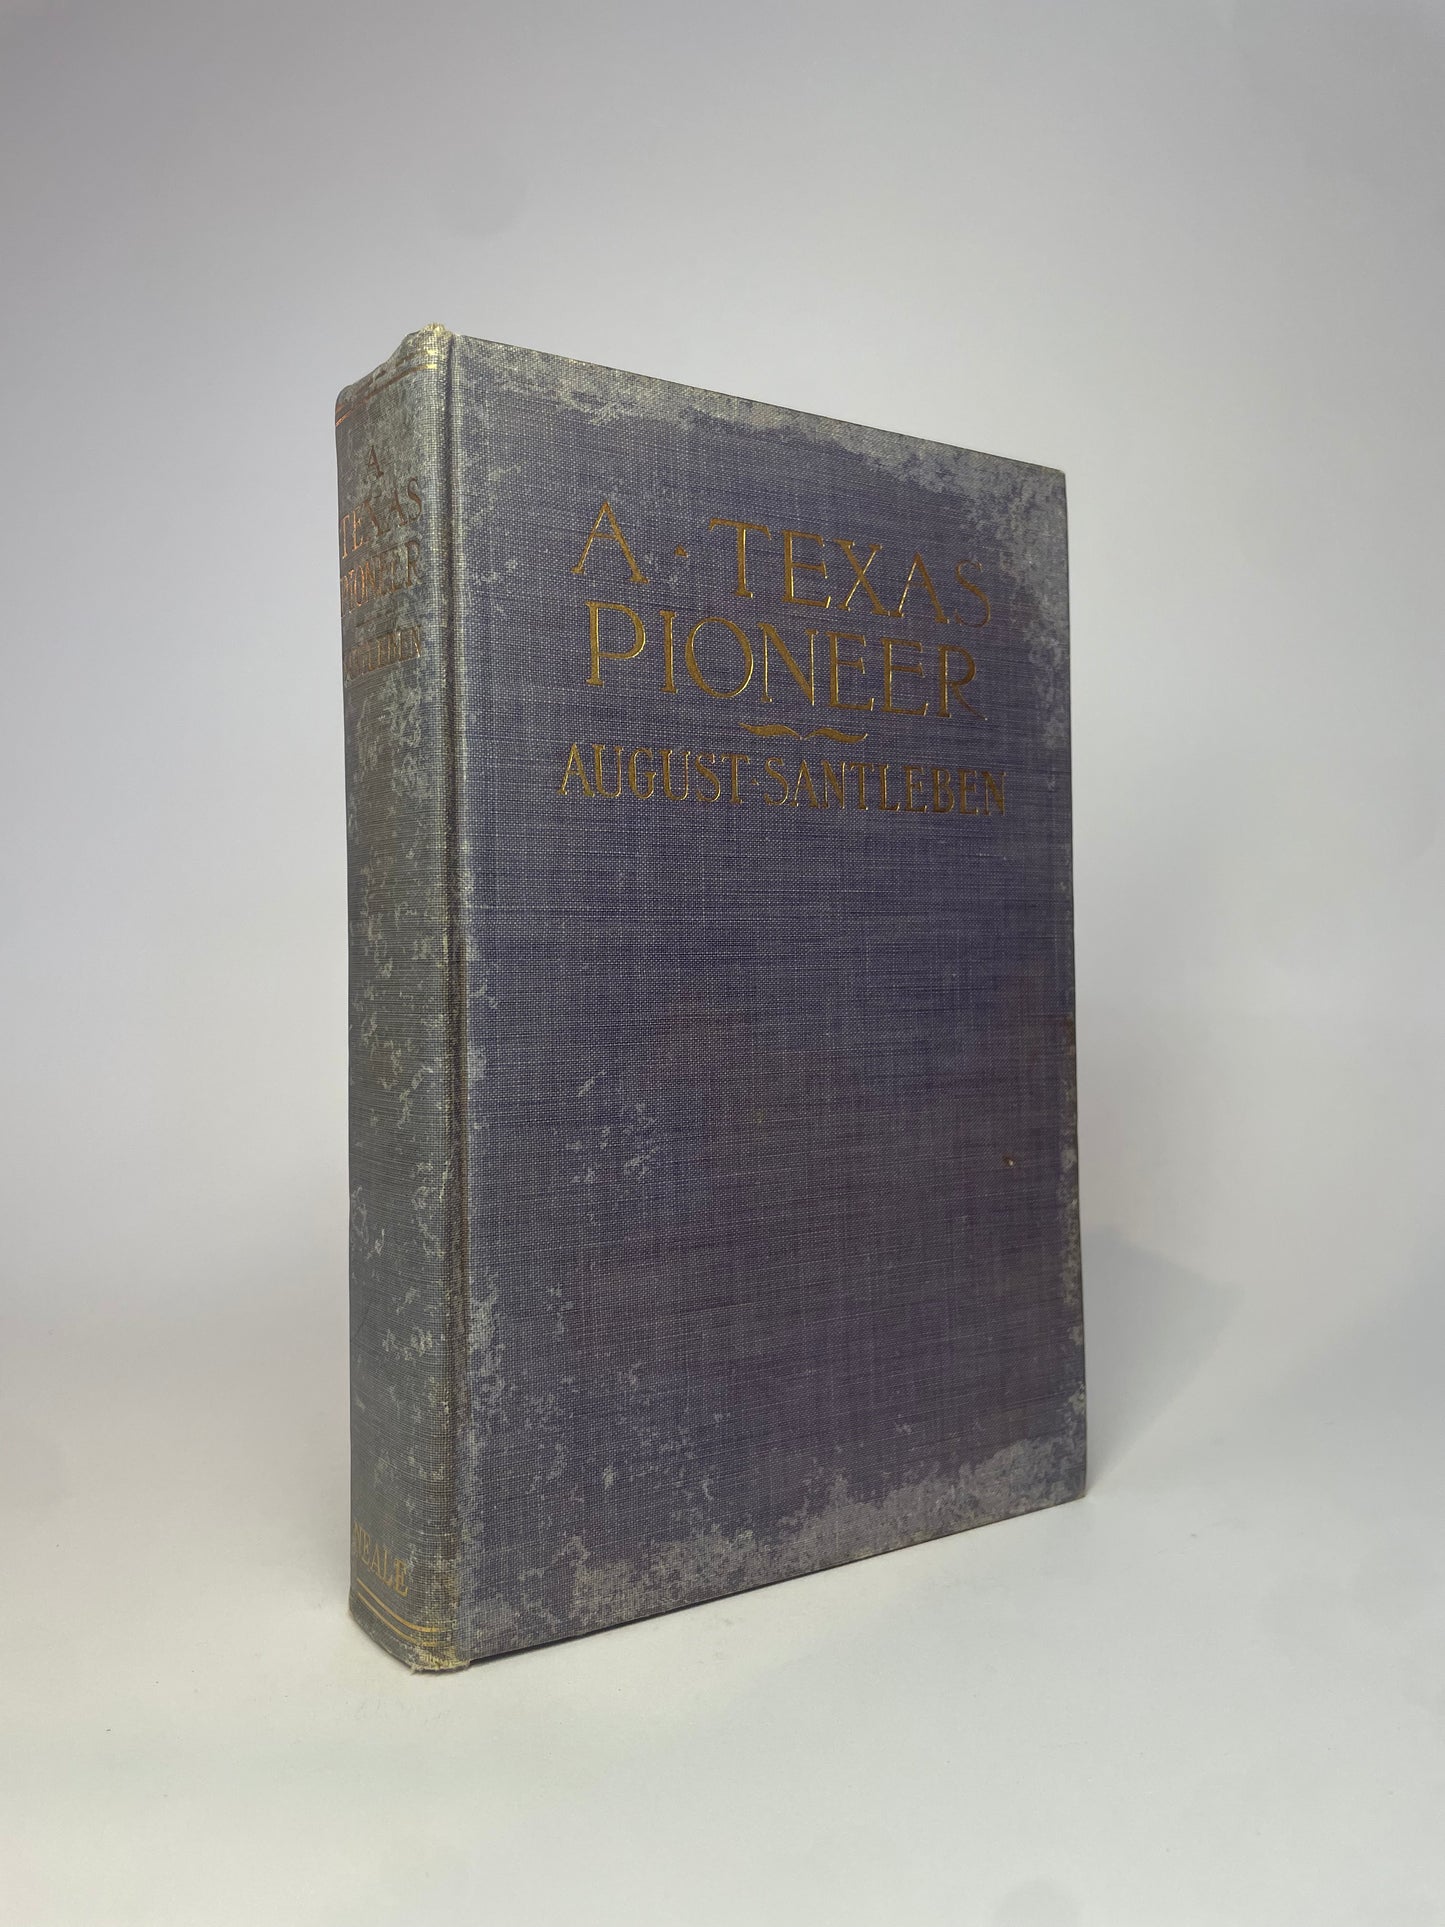 A
TEXAS
PIONEER
SANTLEBEN
NEALE
A · TEXAS
PIONEER
AUGUST·SANTLEBEN